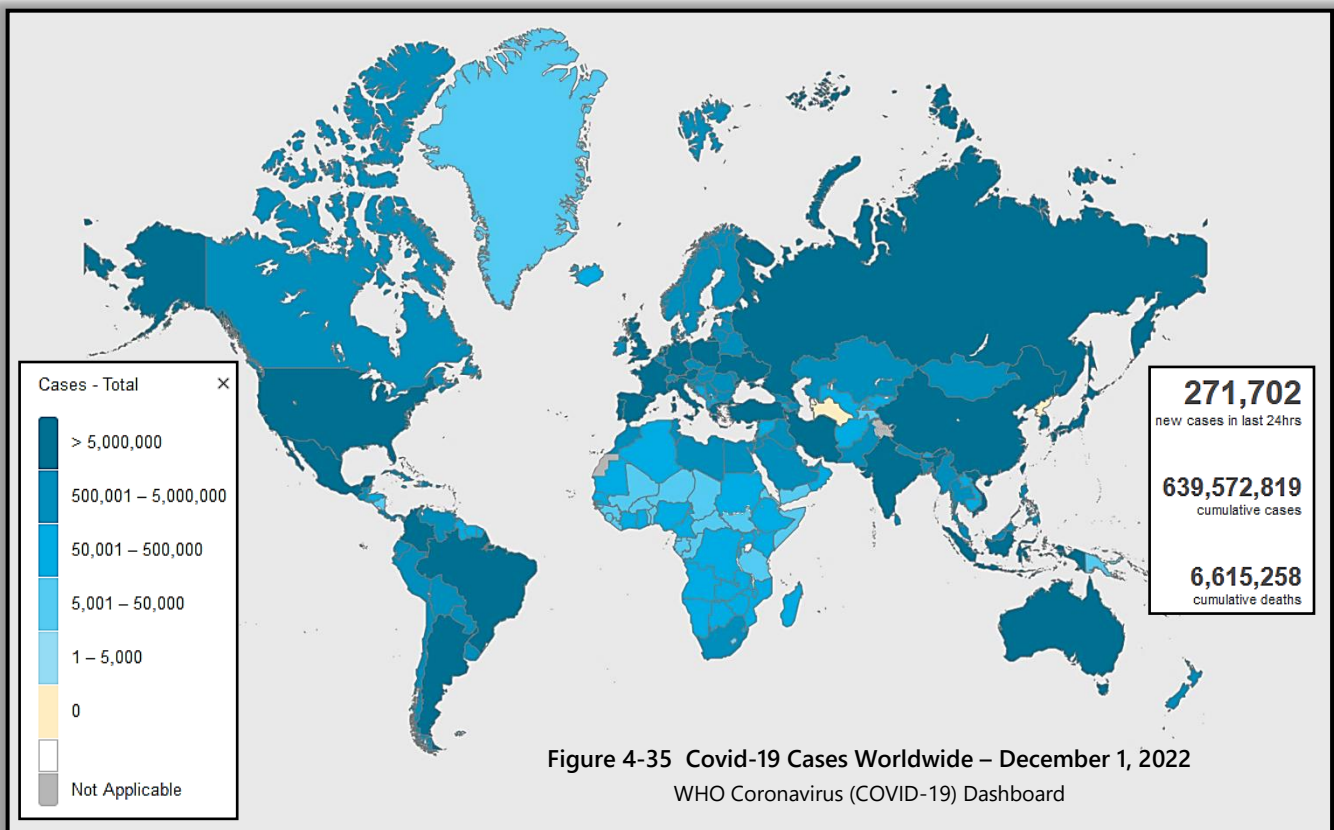 Cases - Total ×
> 5,000,000
500,001 – 5,000,000
50,001 – 500,000
5,001 – 50,000
1 – 5,000
0
Not Applicable
271,702
new cases in last 24hrs
639,572,819
cumulative cases
6,615,258
cumulative deaths
Figure 4-35 Covid-19 Cases Worldwide – December 1, 2022
WHO Coronavirus (COVID-19) Dashboard